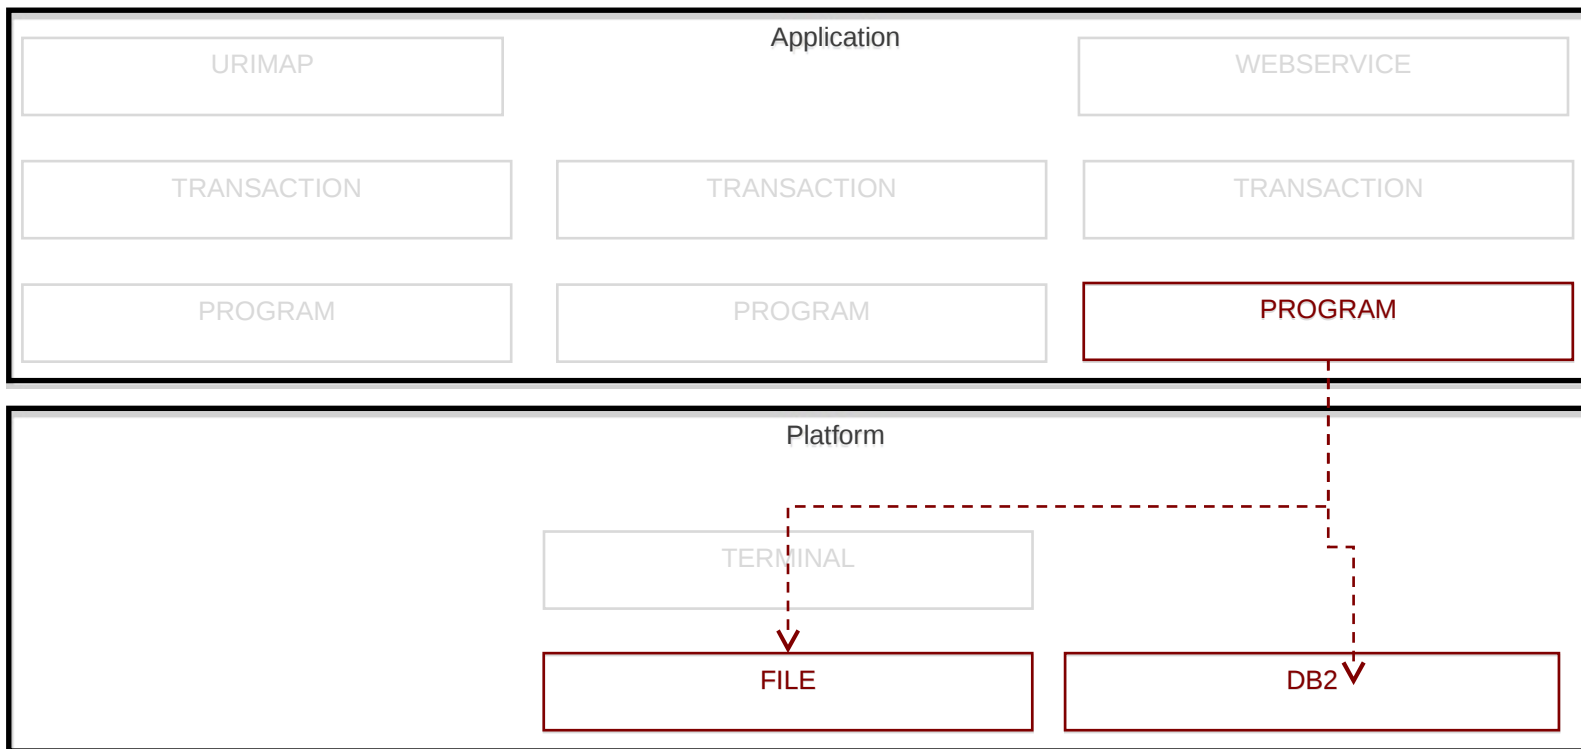 Application
URIMAP
WEBSERVICE
TRANSACTION
TRANSACTION
TRANSACTION
PROGRAM
PROGRAM
PROGRAM
Platform
TERMINAL
FILE
DB2